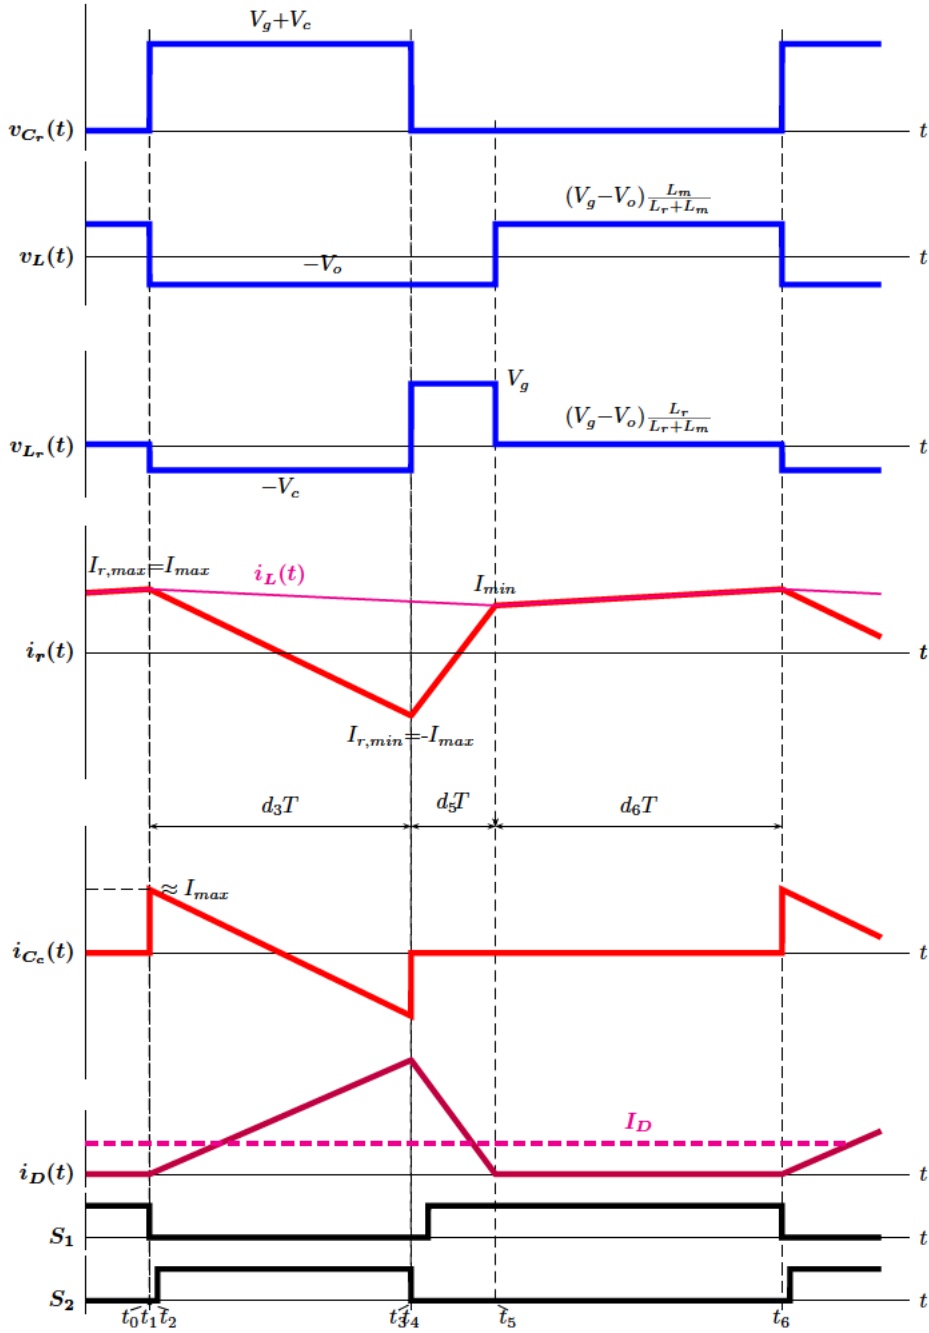 V_g+V_c
v_{C_r}(t) t
(V_g−V_o) L_m/(L_r+L_m)
v_L(t) −V_o t
V_g
(V_g−V_o) L_r/(L_r+L_m)
v_{L_r}(t) t
−V_c
I_{r,max}=I_{max} i_L(t) I_{min}
i_r(t) t
I_{r,min}=-I_{max}
d_3T d_5T d_6T
≈ I_{max}
i_{C_c}(t) t
I_D
i_D(t) t
S_1 t
S_2 t
t_0 t_1 t_2 t_3 t_4 t_5 t_6